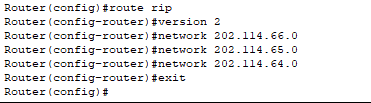 Router(config)#route rip
Router(config-router)#version 2
Router(config-router)#network 202.114.66.0
Router(config-router)#network 202.114.65.0
Router(config-router)#network 202.114.64.0
Router(config-router)#exit
Router(config)#